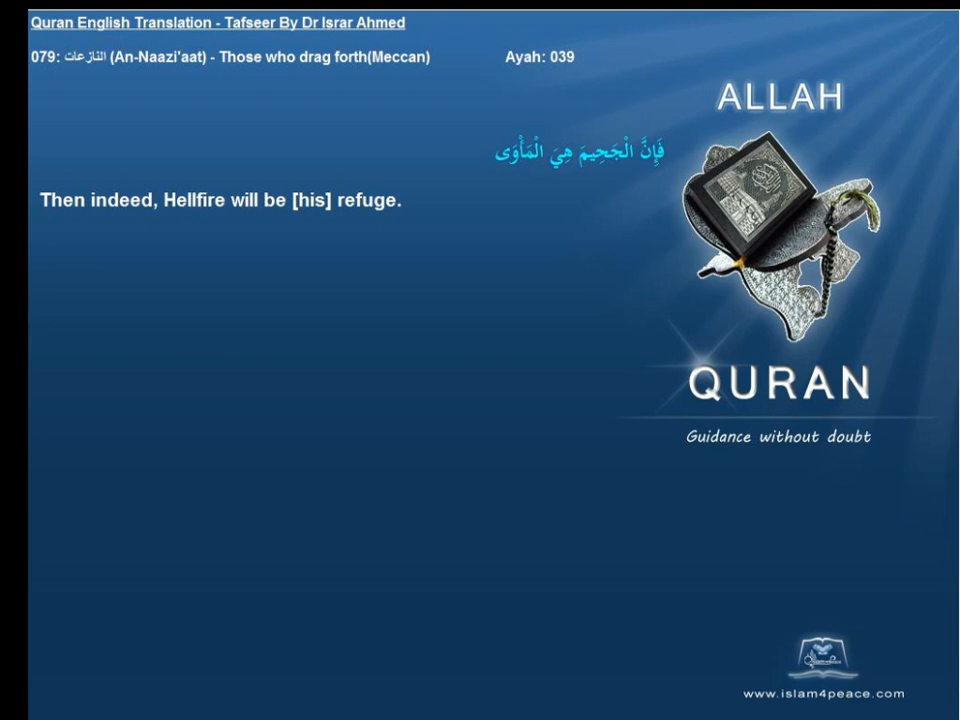 Quran English Translation - Tafseer By Dr Israr Ahmed
079: النازعات (An-Naazi'aat) - Those who drag forth(Meccan) Ayah: 039
ALLAH
فَإِنَّ الْجَحِيمَ هِيَ الْمَأْوَى
Then indeed, Hellfire will be [his] refuge.
QURAN
Guidance without doubt
www.islam4peace.com